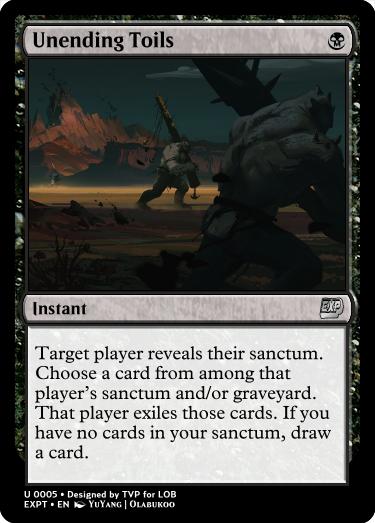 Unending Toils
Instant
EXP
Target player reveals their sanctum.
Choose a card from among that
player's sanctum and/or graveyard.
That player exiles those cards. If you
have no cards in your sanctum, draw
a card.
U 0005 • Designed by TVP for LOB
EXPT • EN YuYang | Olabukoo